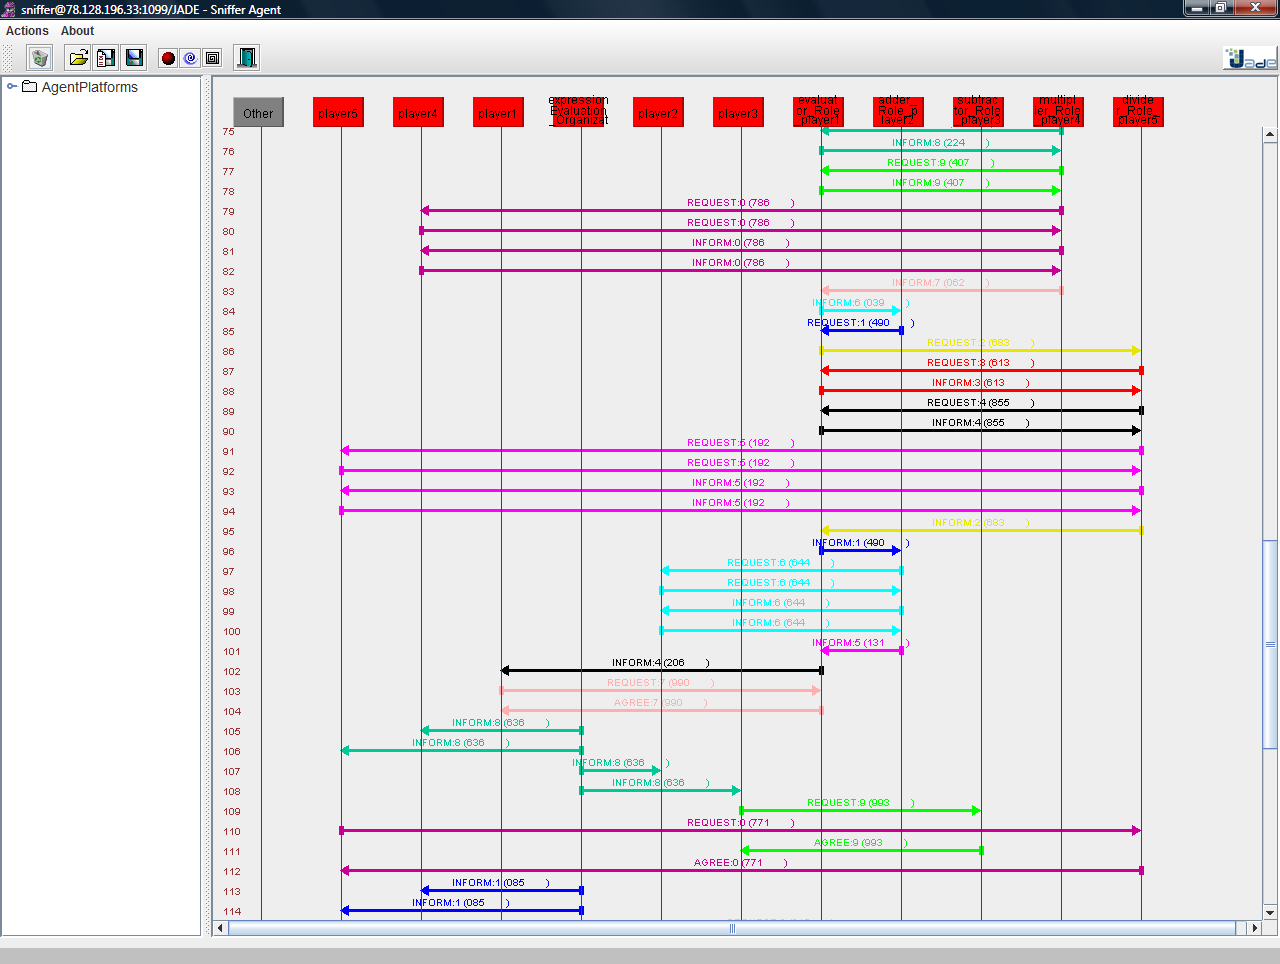 sniffer@78.128.196.33:1099/JADE - Sniffer Agent
Actions About
Jade
AgentPlatforms
Other
player5
player4
player1
expression
Evaluation
_Organizat
player2
player3
evaluat
or_Role_
player1
adder_
Role_p
layer2
subtrac
tor_Role
player3
multipl
ier_Role_
player4
divide
r_Role_
player5
75
76 INFORM:8 (224 )
77 REQUEST:9 (407 )
78 INFORM:9 (407 )
79 REQUEST:0 (786 )
80 REQUEST:0 (786 )
81 INFORM:0 (786 )
82 INFORM:0 (786 )
83 INFORM:7 (062 )
84 INFORM:6 (039 )
85 REQUEST:1 (490 )
86 REQUEST:2 (683 )
87 REQUEST:3 (613 )
88 INFORM:3 (613 )
89 REQUEST:4 (855 )
90 INFORM:4 (855 )
91 REQUEST:5 (192 )
92 REQUEST:5 (192 )
93 INFORM:5 (192 )
94 INFORM:5 (192 )
95 INFORM:2 (683 )
96 INFORM:1 (490 )
97 REQUEST:6 (644 )
98 REQUEST:6 (644 )
99 INFORM:6 (644 )
100 INFORM:6 (644 )
101 INFORM:5 (131 )
102 INFORM:4 (206 )
103 REQUEST:7 (990 )
104 AGREE:7 (990 )
105 INFORM:8 (636 )
106 INFORM:8 (636 )
107 INFORM:8 (636 )
108 INFORM:8 (636 )
109 REQUEST:9 (993 )
110 REQUEST:0 (771 )
111 AGREE:9 (993 )
112 AGREE:0 (771 )
113 INFORM:1 (085 )
114 INFORM:1 (085 )